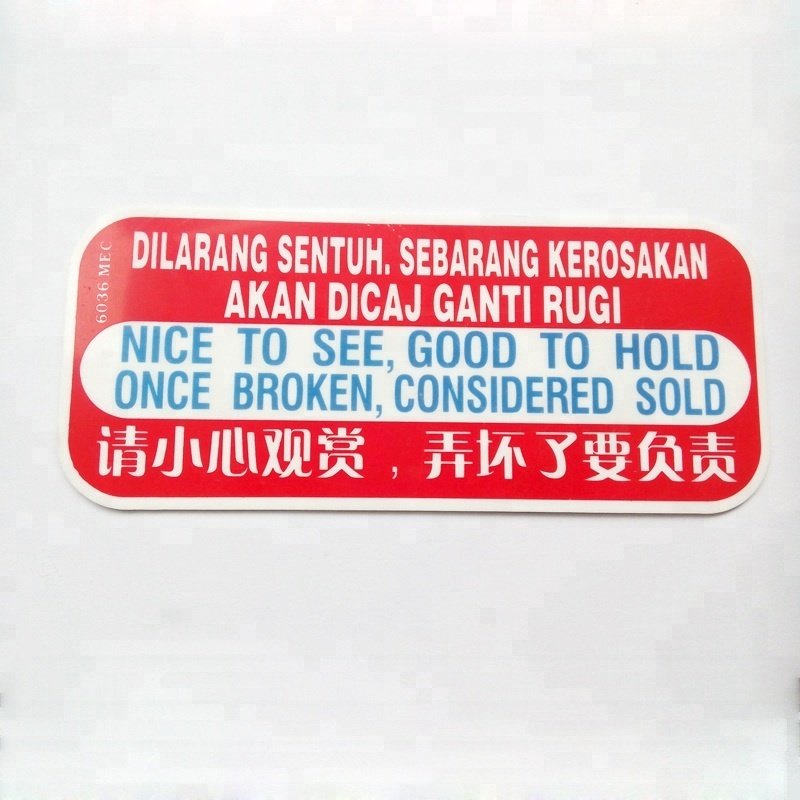 6036 MEC
DILARANG SENTUH. SEBARANG KEROSAKAN
AKAN DICAJ GANTI RUGI
NICE TO SEE, GOOD TO HOLD
ONCE BROKEN, CONSIDERED SOLD
请小心观赏，弄坏了要负责